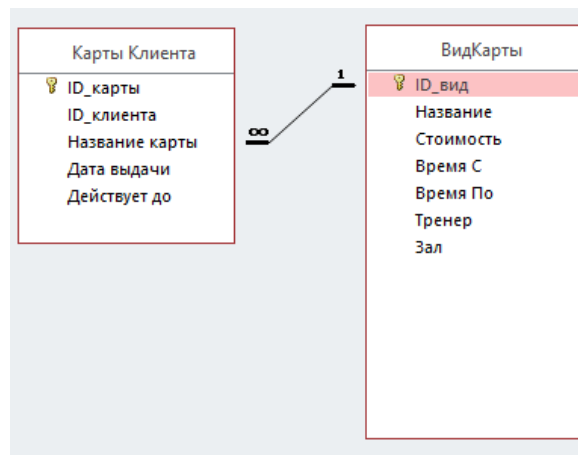 Карты Клиента
ID_карты
ID_клиента
Название карты
Дата выдачи
Действует до
∞
1
ВидКарты
ID_вид
Название
Стоимость
Время С
Время По
Тренер
Зал